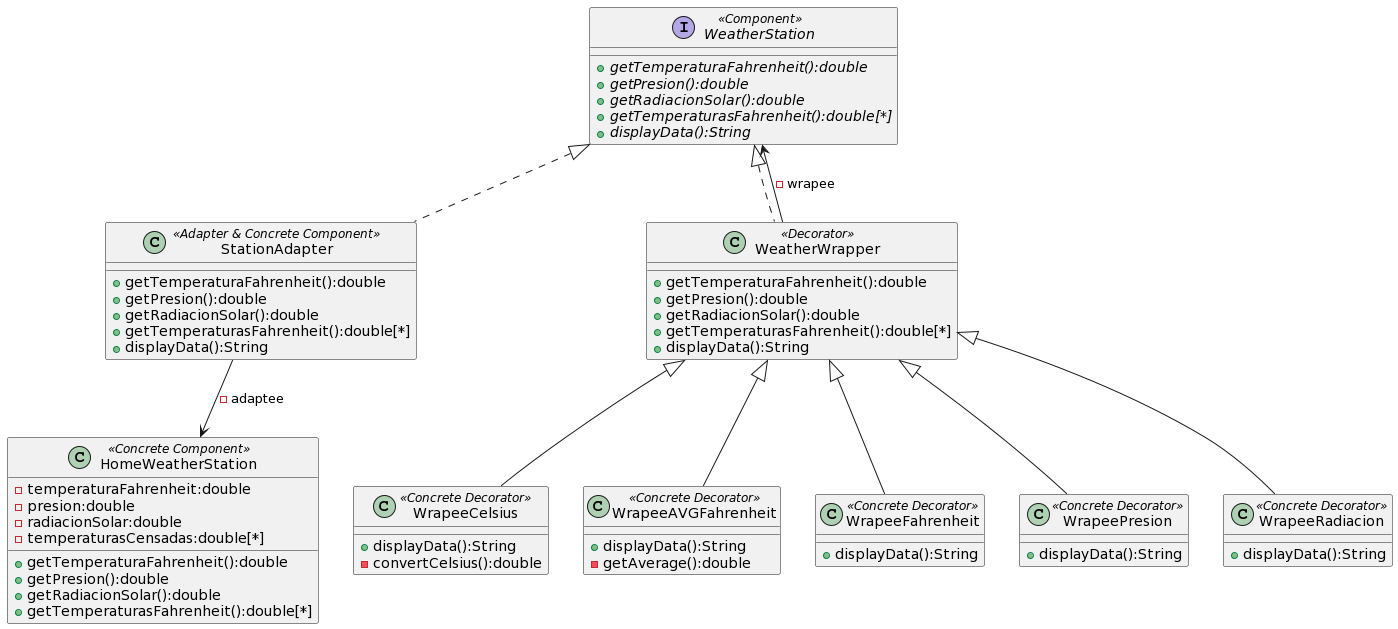 «Component»
I
WeatherStation
getTemperaturaFahrenheit():double
getPresion():double
getRadiacionSolar():double
getTemperaturasFahrenheit():double[*]
displayData():String
wrapee
«Adapter & Concrete Component»
C
StationAdapter
getTemperaturaFahrenheit():double
getPresion():double
getRadiacionSolar():double
getTemperaturasFahrenheit():double[*]
displayData():String
«Decorator»
C
WeatherWrapper
getTemperaturaFahrenheit():double
getPresion():double
getRadiacionSolar():double
getTemperaturasFahrenheit():double[*]
displayData():String
adaptee
«Concrete Component»
C
HomeWeatherStation
temperaturaFahrenheit:double
presion:double
radiacionSolar:double
temperaturasCensadas:double[*]
getTemperaturaFahrenheit():double
getPresion():double
getRadiacionSolar():double
getTemperaturasFahrenheit():double[*]
«Concrete Decorator»
C
WrapeeCelsius
displayData():String
convertCelsius():double
«Concrete Decorator»
C
WrapeeAVGFahrenheit
displayData():String
getAverage():double
«Concrete Decorator»
C
WrapeeFahrenheit
displayData():String
«Concrete Decorator»
C
WrapeePresion
displayData():String
«Concrete Decorator»
C
WrapeeRadiacion
displayData():String